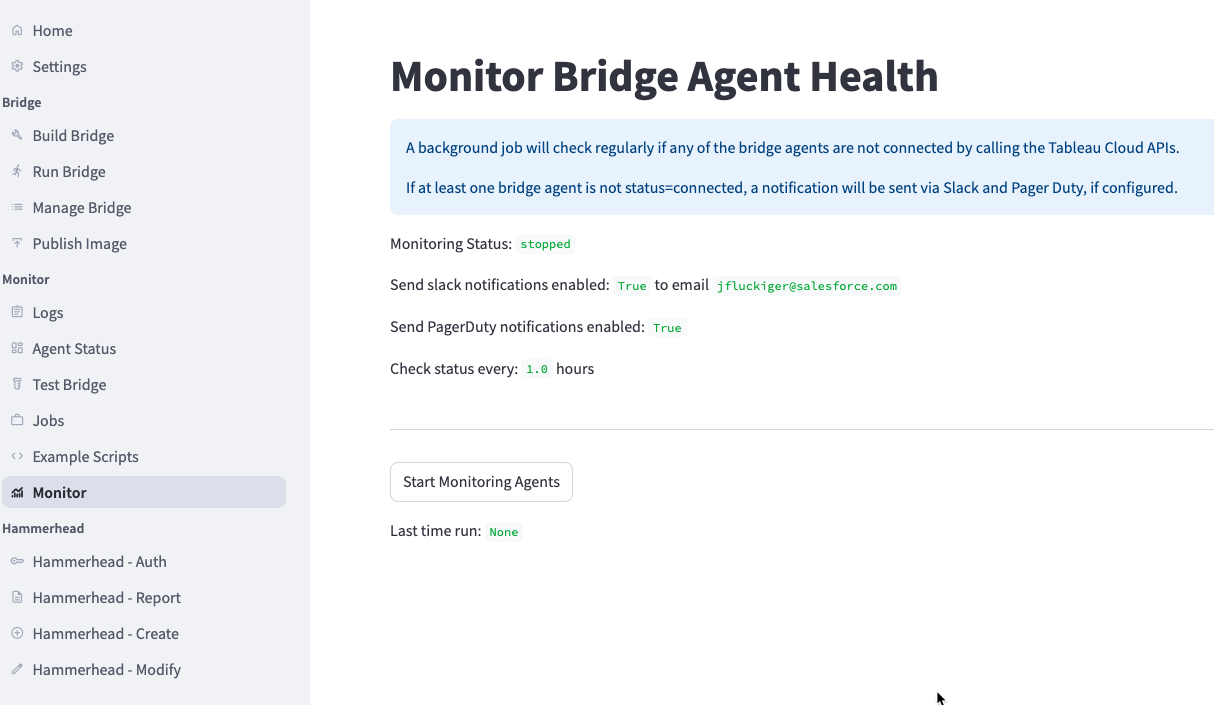 Home
Settings
Bridge
Build Bridge
Run Bridge
Manage Bridge
Publish Image
Monitor
Logs
Agent Status
Test Bridge
Jobs
Example Scripts
Monitor
Hammerhead
Hammerhead - Auth
Hammerhead - Report
Hammerhead - Create
Hammerhead - Modify
Monitor Bridge Agent Health
A background job will check regularly if any of the bridge agents are not connected by calling the Tableau Cloud APIs.
If at least one bridge agent is not status=connected, a notification will be sent via Slack and Pager Duty, if configured.
Monitoring Status: stopped
Send slack notifications enabled: True to email jfluckiger@salesforce.com
Send PagerDuty notifications enabled: True
Check status every: 1.0 hours
Start Monitoring Agents
Last time run: None